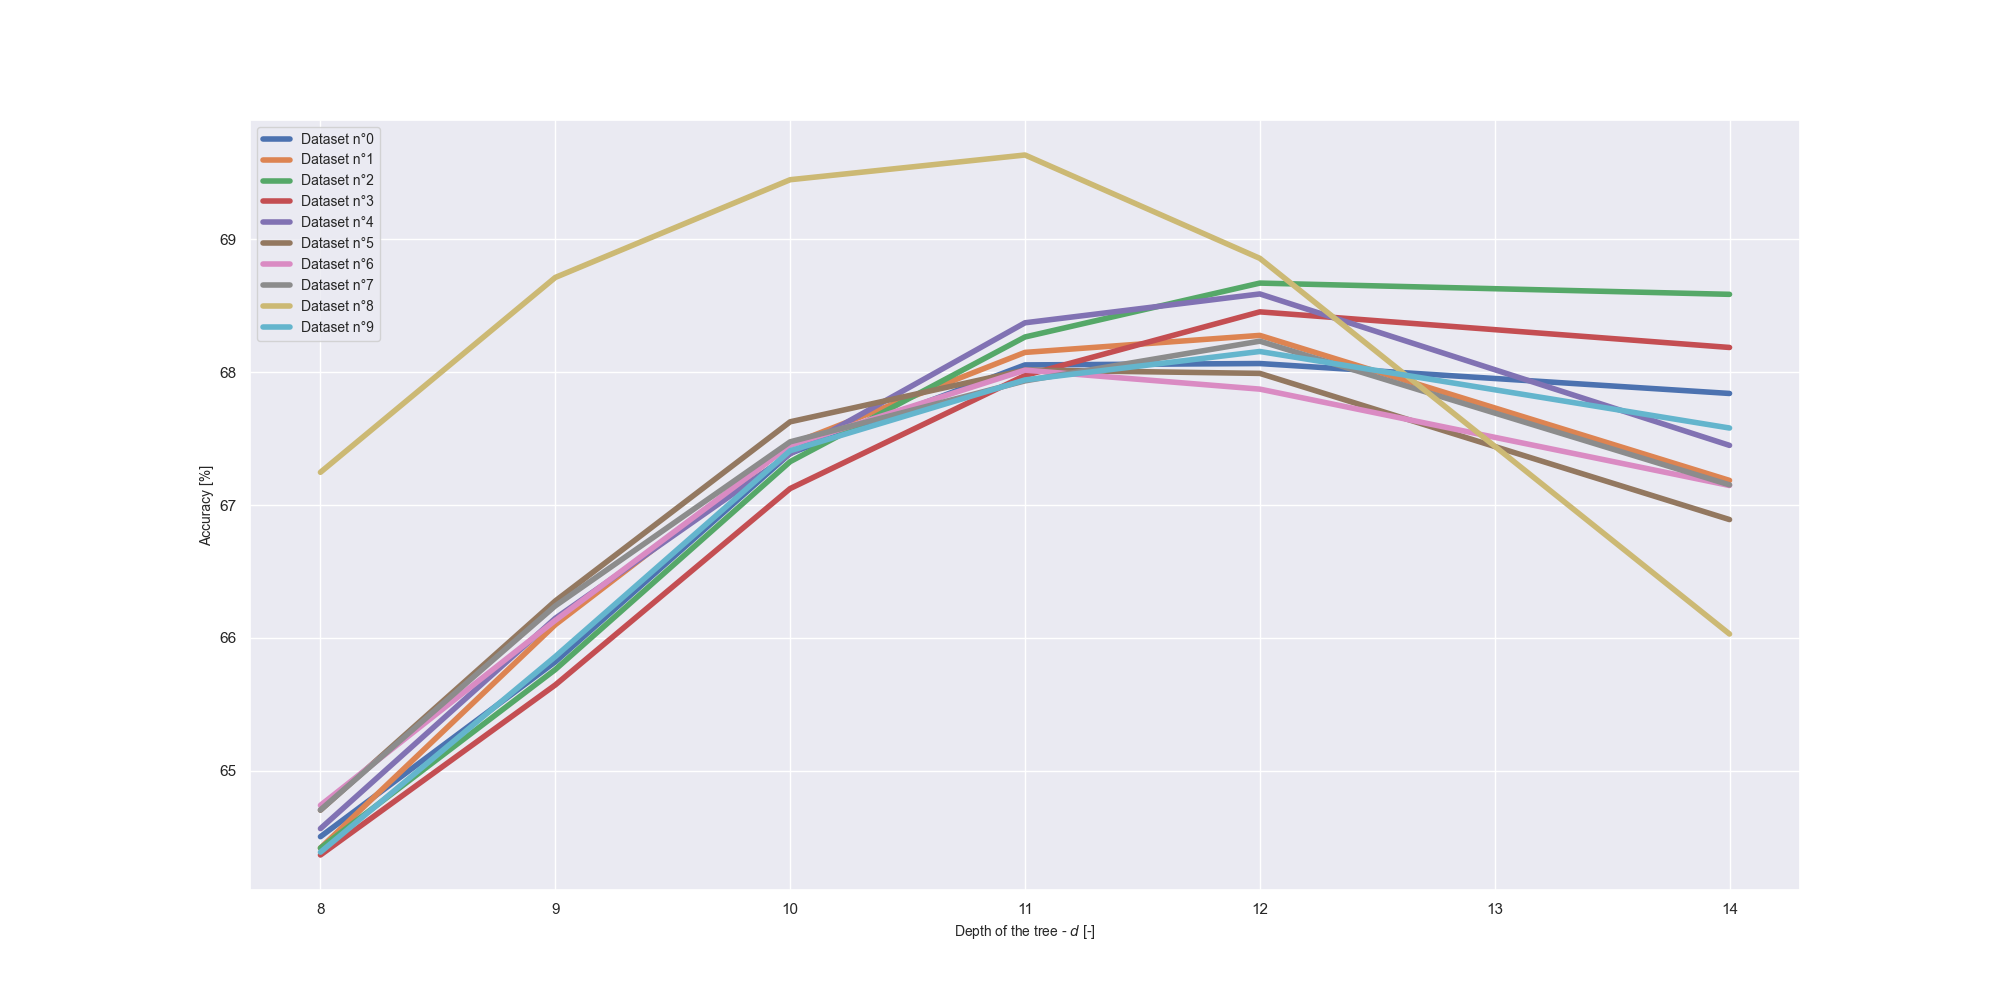 Dataset n°0
Dataset n°1
Dataset n°2
Dataset n°3
Dataset n°4
Dataset n°5
Dataset n°6
Dataset n°7
Dataset n°8
Dataset n°9
69
68
67
66
65
Accuracy [%]
8 9 10 11 12 13 14
Depth of the tree - d [-]